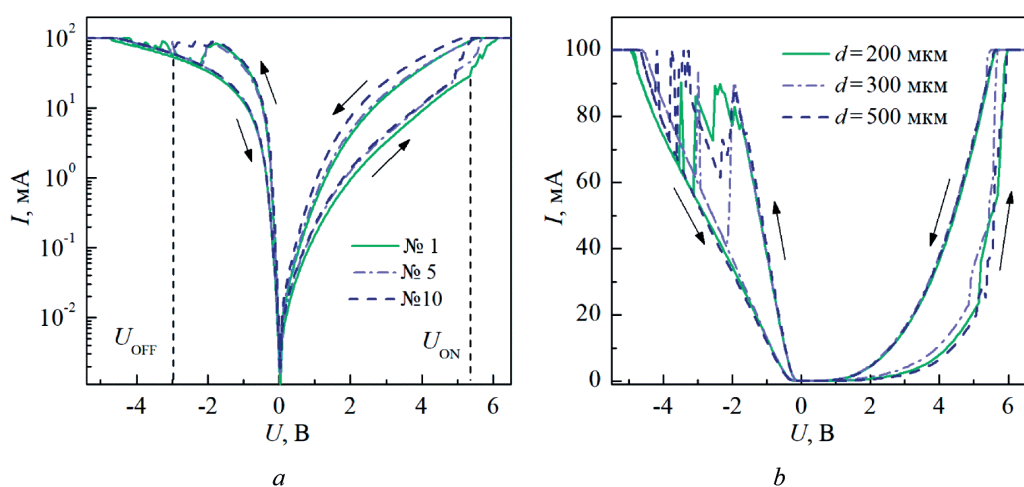 a
b
10²
10¹
10⁰
10⁻¹
10⁻²
I, мА
№ 1
№ 5
№10
U_OFF
U_ON
-4 -2 0 2 4 6
U, В
100
80
60
40
20
0
I, мА
d = 200 мкм
d = 300 мкм
d = 500 мкм
-4 -2 0 2 4 6
U, В
a
b